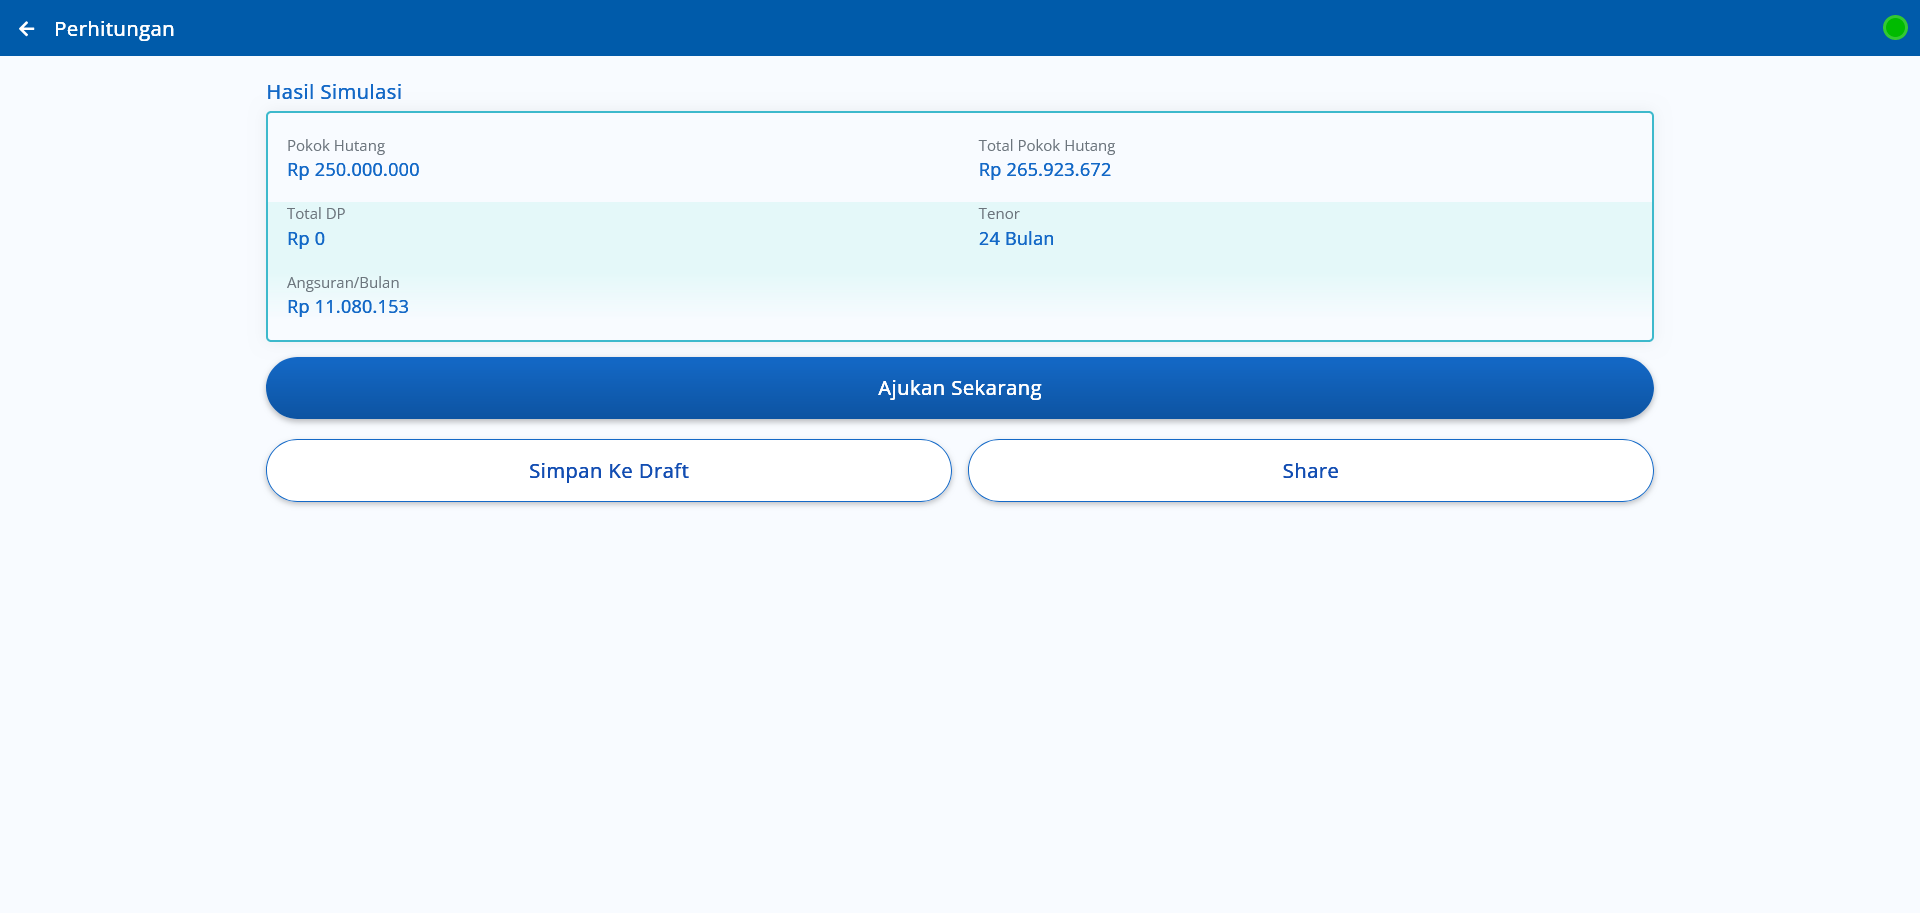 Perhitungan
Hasil Simulasi
Pokok Hutang
Rp 250.000.000
Total Pokok Hutang
Rp 265.923.672
Total DP
Rp 0
Tenor
24 Bulan
Angsuran/Bulan
Rp 11.080.153
Ajukan Sekarang
Simpan Ke Draft
Share